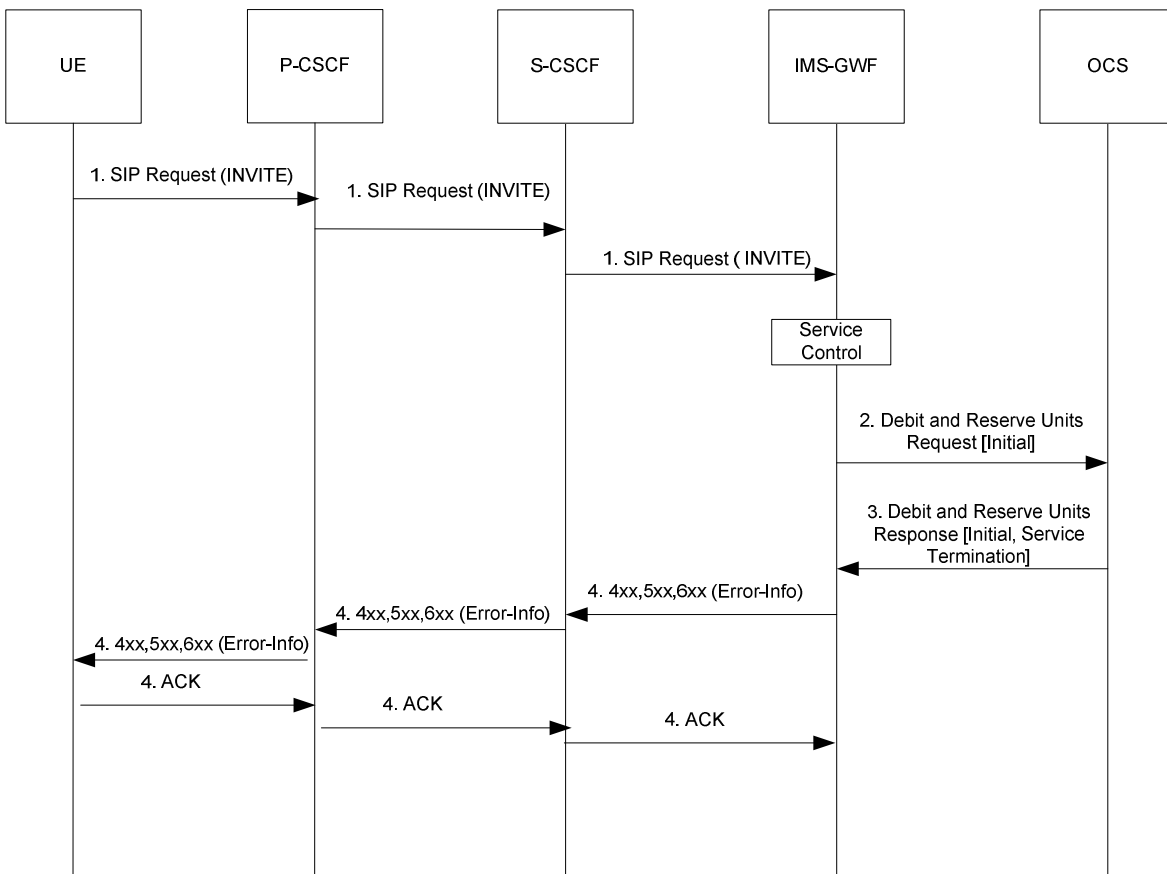 UE
P-CSCF
S-CSCF
IMS-GWF
OCS
1. SIP Request (INVITE)
1. SIP Request (INVITE)
1. SIP Request ( INVITE)
Service
Control
2. Debit and Reserve Units
Request [Initial]
3. Debit and Reserve Units
Response [Initial, Service
Termination]
4. 4xx,5xx,6xx (Error-Info)
4. 4xx,5xx,6xx (Error-Info)
4. 4xx,5xx,6xx (Error-Info)
4. ACK
4. ACK
4. ACK